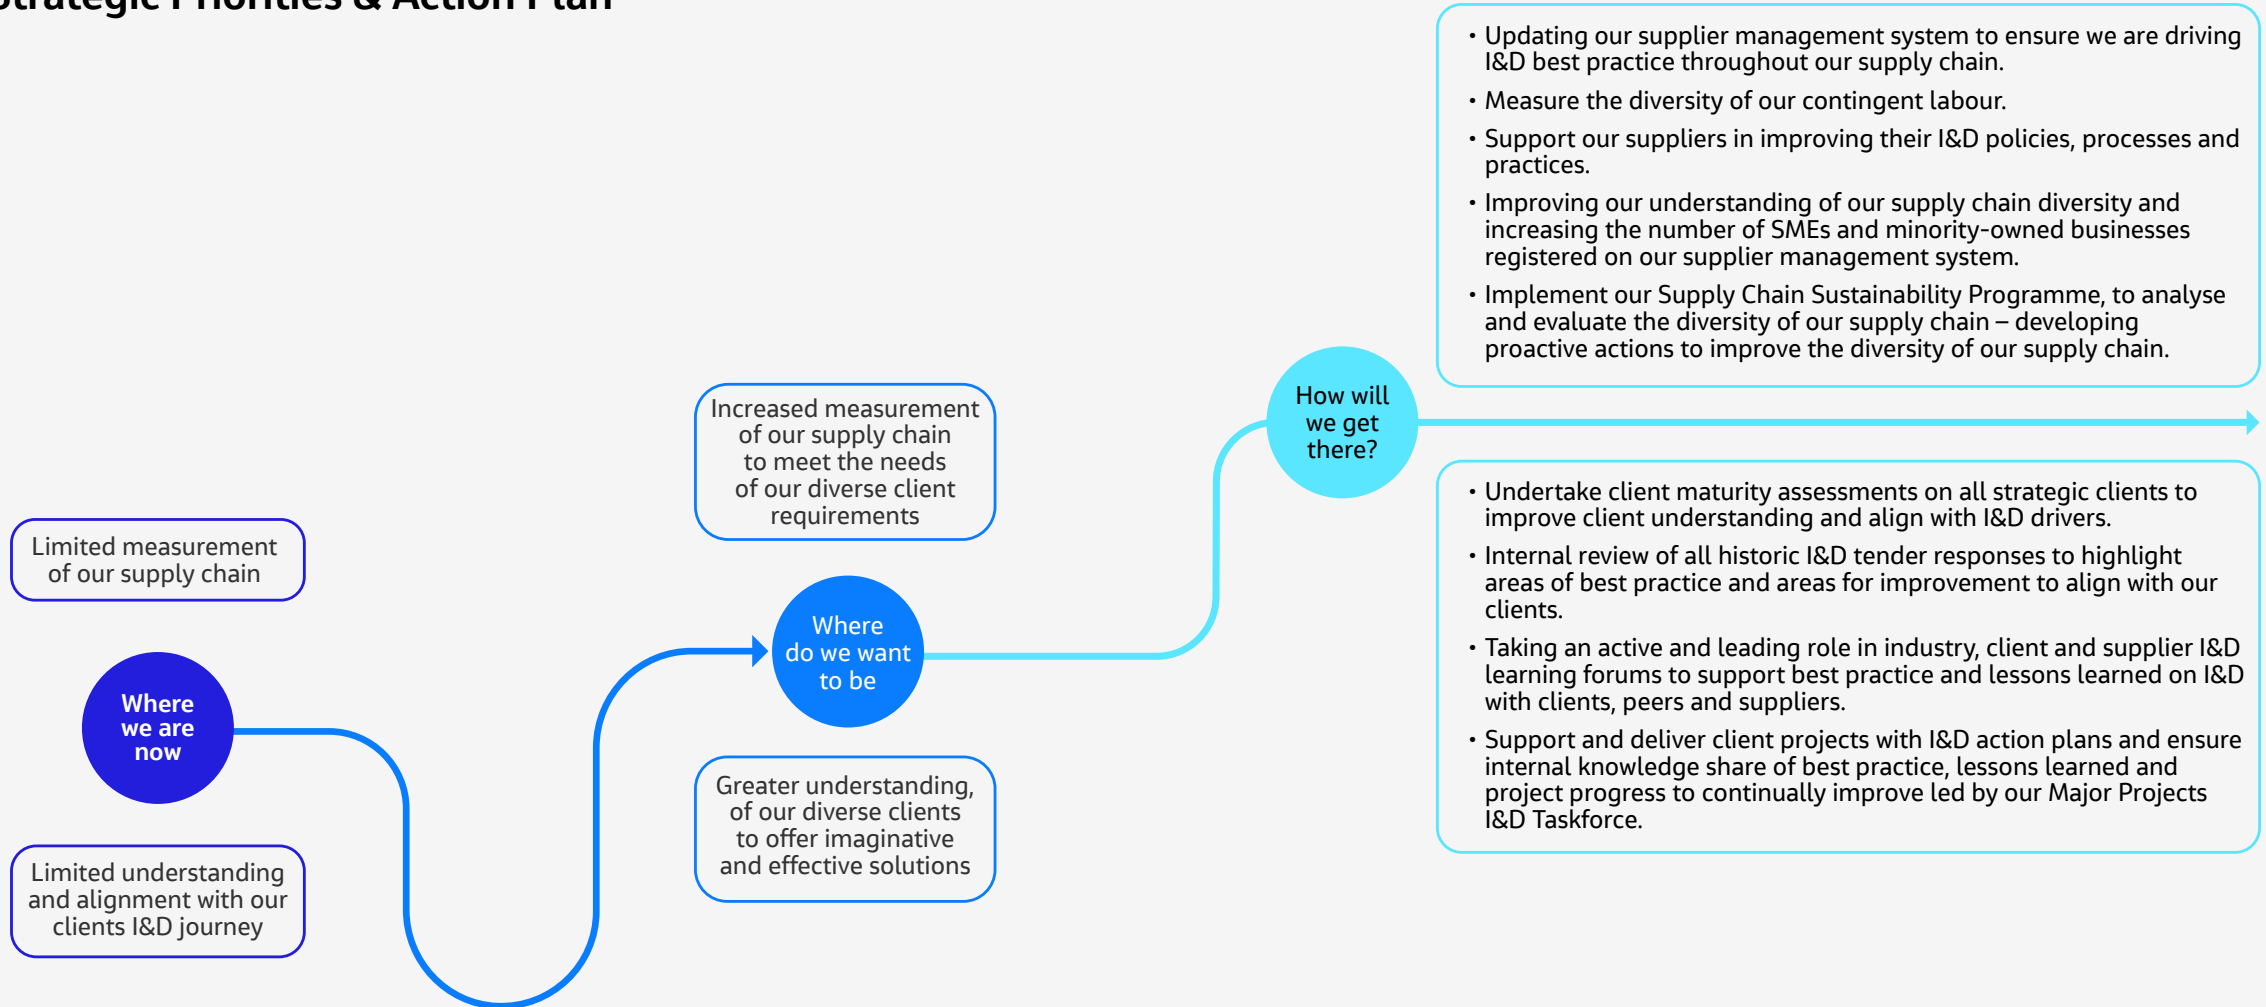 Strategic Priorities & Action Plan
Limited measurement
of our supply chain
Where
we are
now
Limited understanding
and alignment with our
clients I&D journey
Increased measurement
of our supply chain
to meet the needs
of our diverse client
requirements
Where
do we want
to be
Greater understanding,
of our diverse clients
to offer imaginative
and effective solutions
How will
we get
there?
• Updating our supplier management system to ensure we are driving
I&D best practice throughout our supply chain.
• Measure the diversity of our contingent labour.
• Support our suppliers in improving their I&D policies, processes and
practices.
• Improving our understanding of our supply chain diversity and
increasing the number of SMEs and minority-owned businesses
registered on our supplier management system.
• Implement our Supply Chain Sustainability Programme, to analyse
and evaluate the diversity of our supply chain – developing
proactive actions to improve the diversity of our supply chain.
• Undertake client maturity assessments on all strategic clients to
improve client understanding and align with I&D drivers.
• Internal review of all historic I&D tender responses to highlight
areas of best practice and areas for improvement to align with our
clients.
• Taking an active and leading role in industry, client and supplier I&D
learning forums to support best practice and lessons learned on I&D
with clients, peers and suppliers.
• Support and deliver client projects with I&D action plans and ensure
internal knowledge share of best practice, lessons learned and
project progress to continually improve led by our Major Projects
I&D Taskforce.